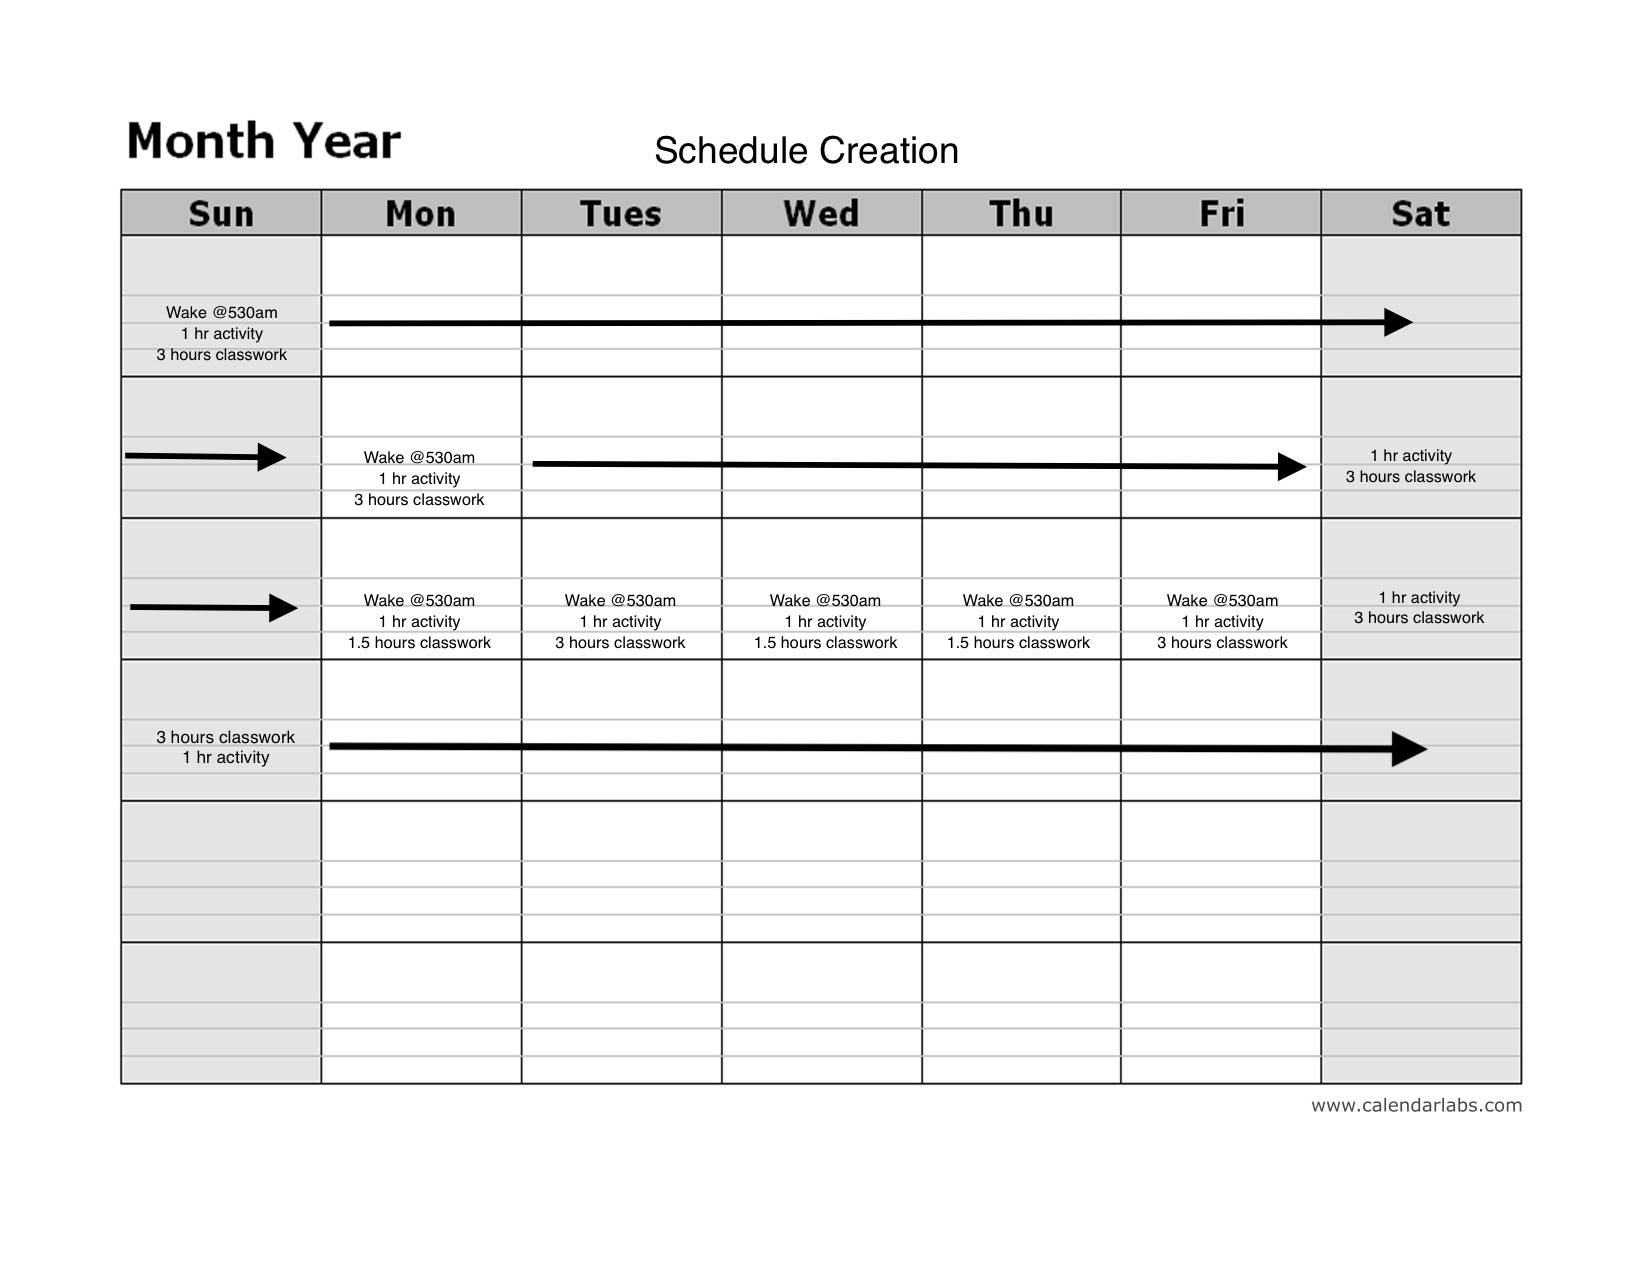 Month Year
Schedule Creation
Sun Mon Tues Wed Thu Fri Sat
Wake @530am
1 hr activity
3 hours classwork
Wake @530am
1 hr activity
3 hours classwork
1 hr activity
3 hours classwork
Wake @530am
1 hr activity
1.5 hours classwork
Wake @530am
1 hr activity
3 hours classwork
Wake @530am
1 hr activity
1.5 hours classwork
Wake @530am
1 hr activity
1.5 hours classwork
Wake @530am
1 hr activity
3 hours classwork
1 hr activity
3 hours classwork
3 hours classwork
1 hr activity
www.calendarlabs.com